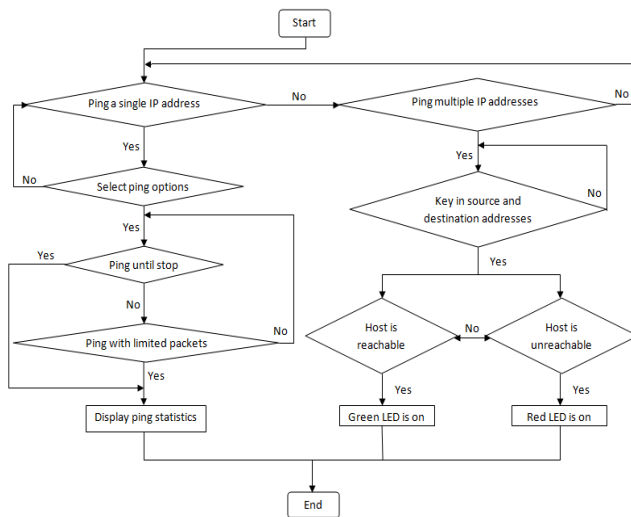 Start
Ping a single IP address
No
Ping multiple IP addresses
No
Yes
Yes
No
Select ping options
Key in source and
destination addresses
No
Yes
Yes
Ping until stop
Yes
No
Host is
reachable
No
Host is
unreachable
Ping with limited packets
No
Yes
Yes
Yes
Display ping statistics
Green LED is on
Red LED is on
End